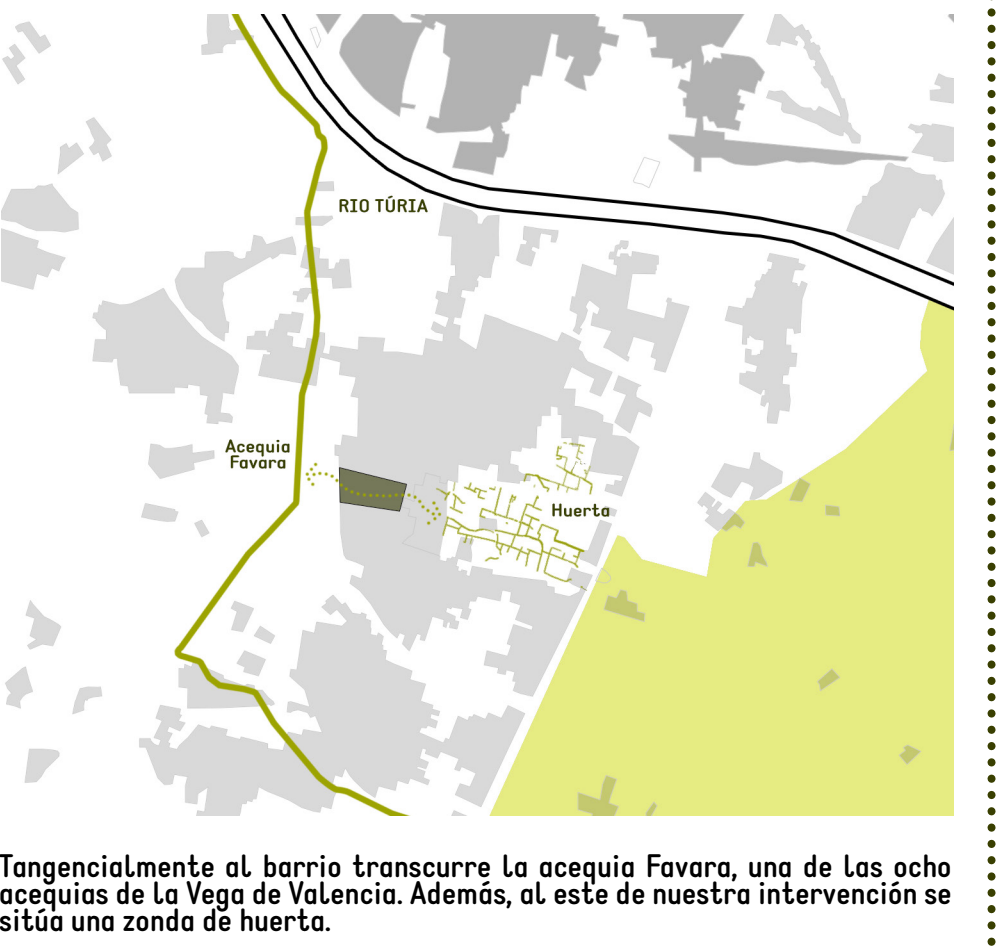 RIO TÚRIA
Acequia
Favara
Huerta
Tangencialmente al barrio transcurre la acequia Favara, una de las ocho
acequias de la Vega de Valencia. Además, al este de nuestra intervención se
sitúa una zonda de huerta.